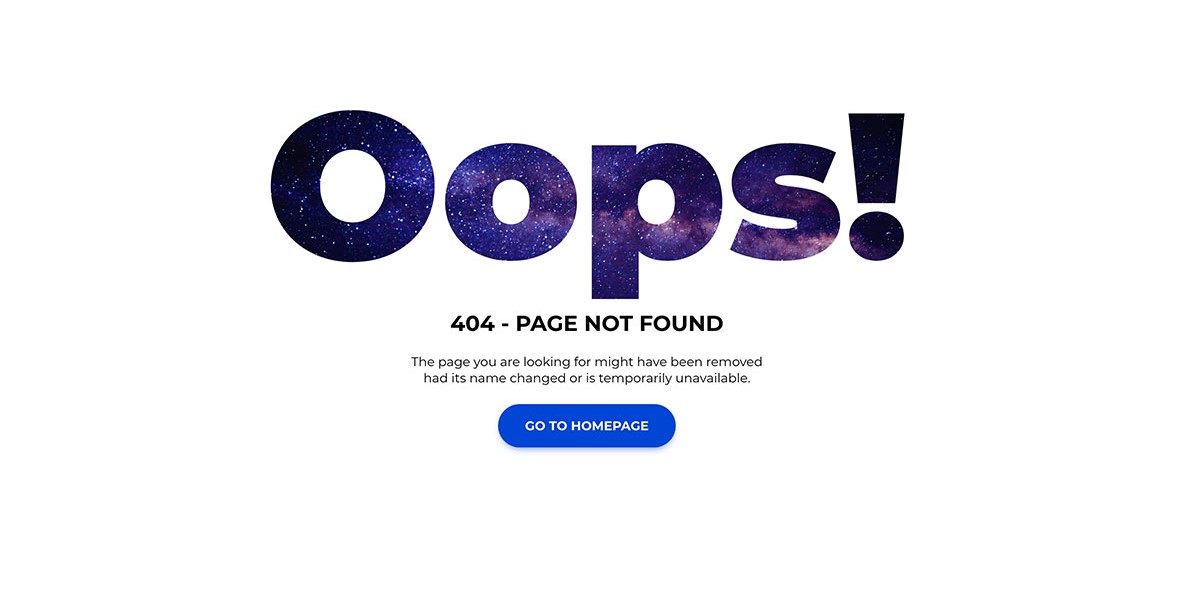 Oops!
404 - PAGE NOT FOUND
The page you are looking for might have been removed
had its name changed or is temporarily unavailable.
GO TO HOMEPAGE